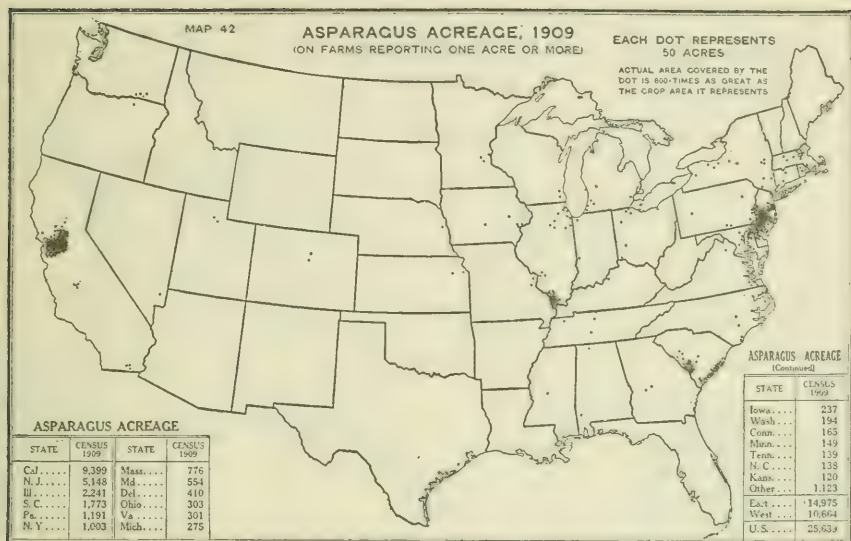 MAP 42
ASPARAGUS ACREAGE, 1909
(ON FARMS REPORTING ONE ACRE OR MORE)
EACH DOT REPRESENTS
50 ACRES
ACTUAL AREA COVERED BY THE
DOT IS 800-TIMES AS GREAT AS
THE CROP AREA IT REPRESENTS
ASPARAGUS ACREAGE
STATE CENSUS 1909 STATE CENSUS 1909
Cal..... 9,399 Mass.... 776
N. J..... 5,148 Md..... 554
Ill...... 2,241 Del..... 410
S. C..... 1,773 Ohio.... 303
Pa...... 1,191 Va..... 301
N. Y.... 1,003 Mich.... 275
ASPARAGUS ACREAGE
(Continued)
STATE CENSUS 1909
Iowa.... 237
Wash.... 194
Conn.... 165
Minn.... 149
Tenn.... 139
N. C.... 138
Kans.... 120
Other... 1,123
East.... 14,975
West... 10,664
U. S.... 25,639